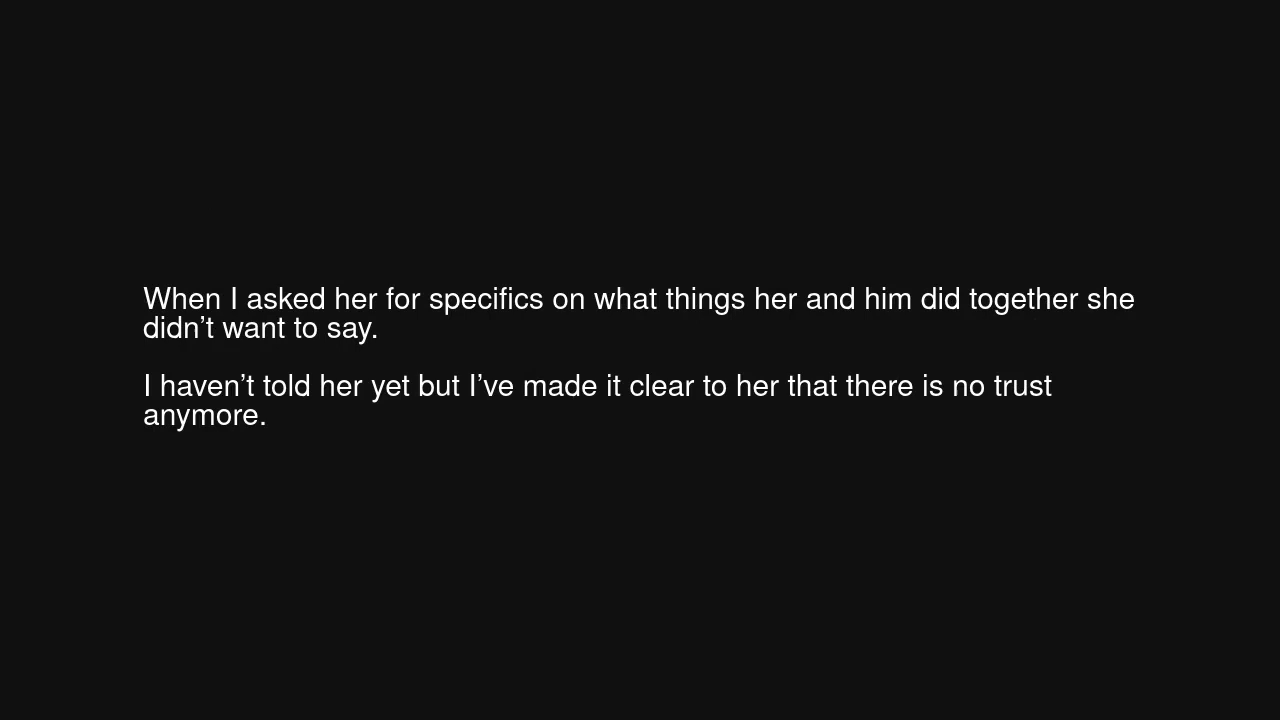 When I asked her for specifics on what things her and him did together she
didn’t want to say.
I haven’t told her yet but I’ve made it clear to her that there is no trust
anymore.